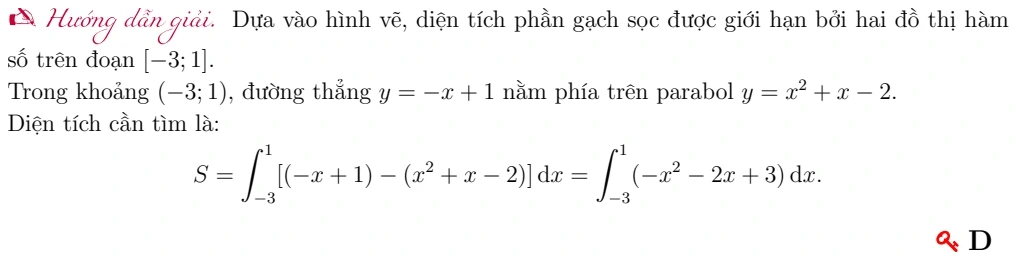 Hướng dẫn giải. Dựa vào hình vẽ, diện tích phần gạch sọc được giới hạn bởi hai đồ thị hàm
số trên đoạn [−3; 1].
Trong khoảng (−3; 1), đường thẳng y = −x + 1 nằm phía trên parabol y = x² + x − 2.
Diện tích cần tìm là:
S = ∫₋₃¹ [(−x + 1) − (x² + x − 2)] dx = ∫₋₃¹ (−x² − 2x + 3) dx.
D